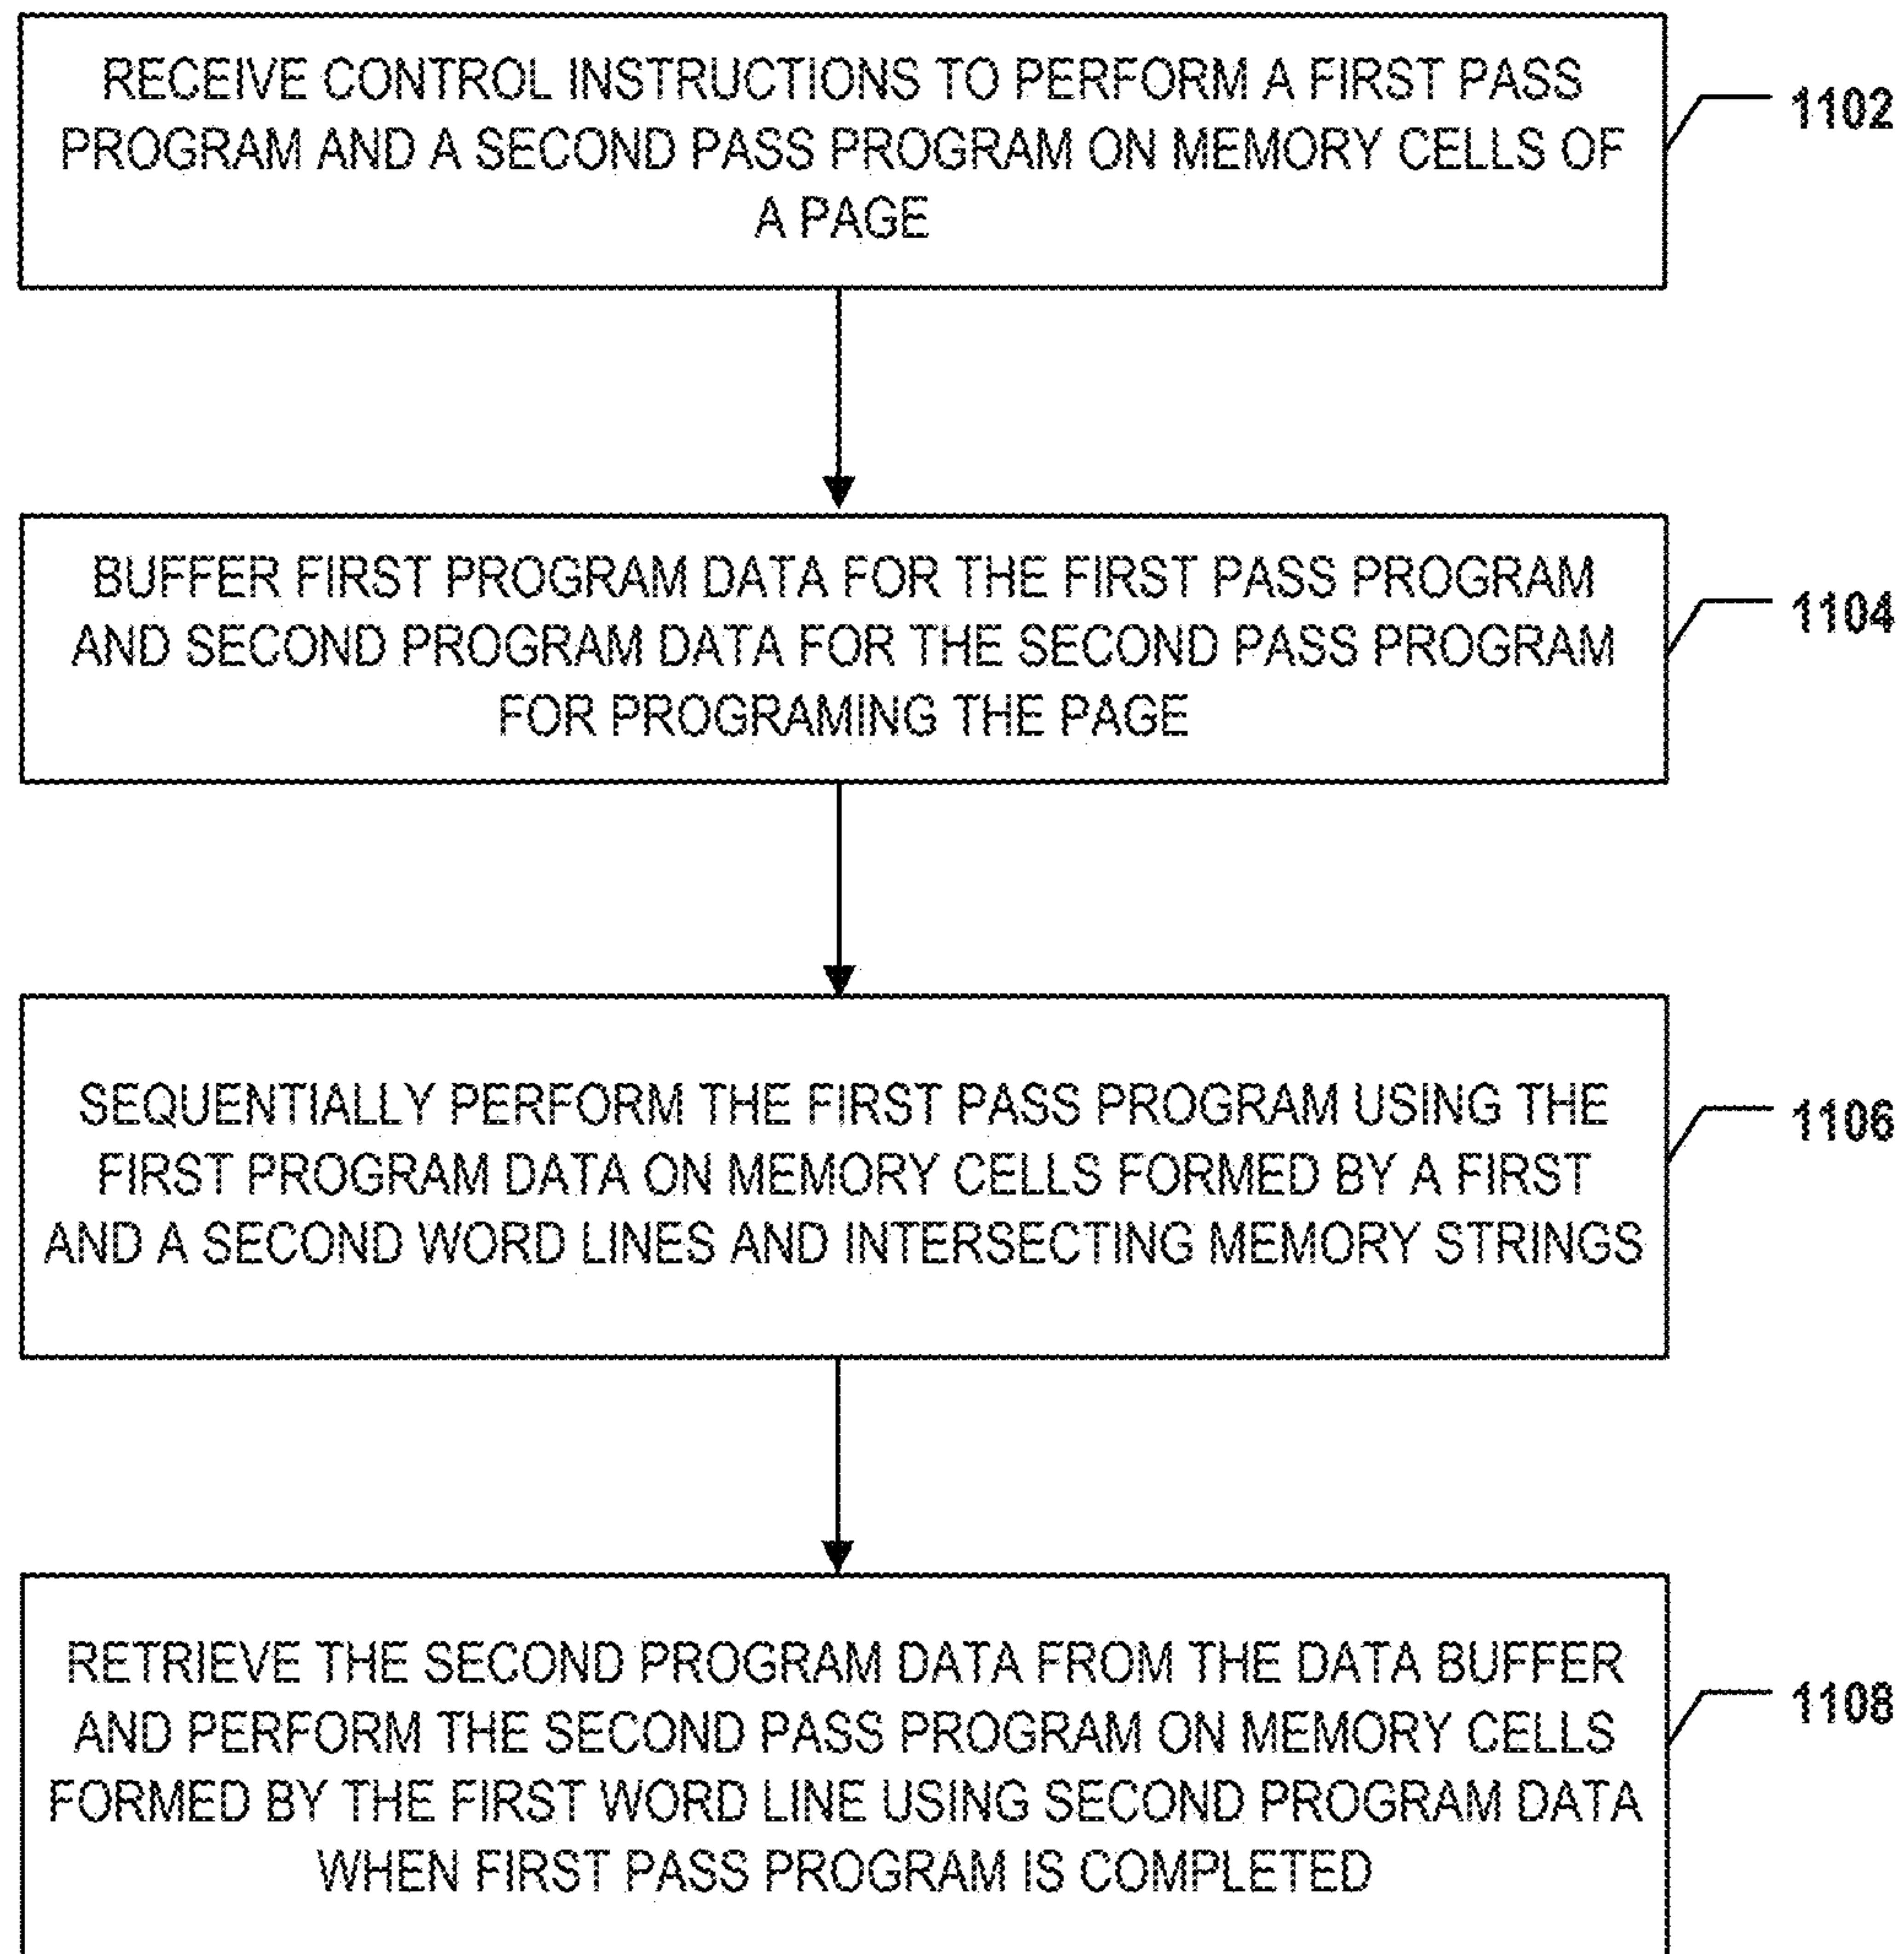 RECEIVE CONTROL INSTRUCTIONS TO PERFORM A FIRST PASS
PROGRAM AND A SECOND PASS PROGRAM ON MEMORY CELLS OF
A PAGE
1102
BUFFER FIRST PROGRAM DATA FOR THE FIRST PASS PROGRAM
AND SECOND PROGRAM DATA FOR THE SECOND PASS PROGRAM
FOR PROGRAMING THE PAGE
1104
SEQUENTIALLY PERFORM THE FIRST PASS PROGRAM USING THE
FIRST PROGRAM DATA ON MEMORY CELLS FORMED BY A FIRST
AND A SECOND WORD LINES AND INTERSECTING MEMORY STRINGS
1106
RETRIEVE THE SECOND PROGRAM DATA FROM THE DATA BUFFER
AND PERFORM THE SECOND PASS PROGRAM ON MEMORY CELLS
FORMED BY THE FIRST WORD LINE USING SECOND PROGRAM DATA
WHEN FIRST PASS PROGRAM IS COMPLETED
1108